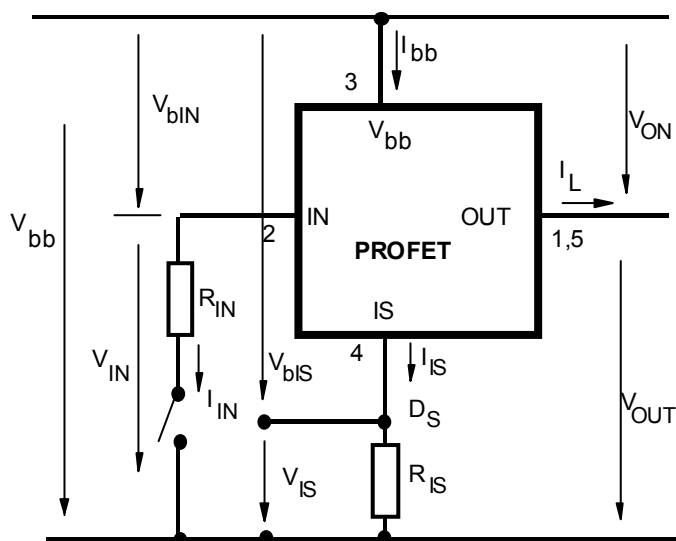 I bb
3
V bIN
V bb
V ON
I L
IN
OUT
V bb
2
1,5
PROFET
R IN
IS
4
I IS
V IN
V bIS
I IN
D S
V OUT
V IS
R IS